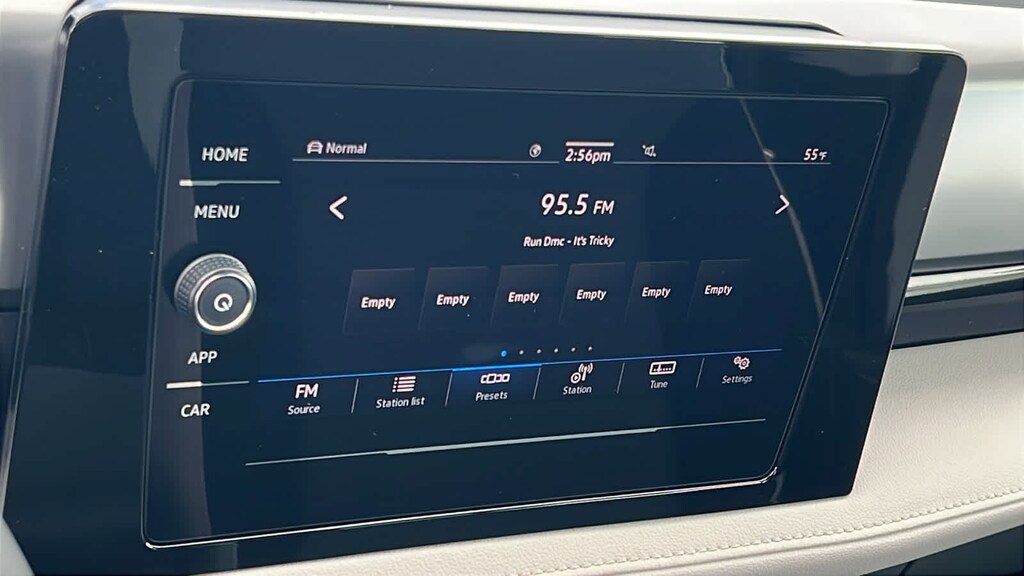 HOME
MENU
APP
CAR
Normal
2:56pm
55°F
95.5 FM
Run Dmc - It's Tricky
Empty Empty Empty Empty Empty Empty
FM
Source
Station list
Presets
Station
Tune
Settings